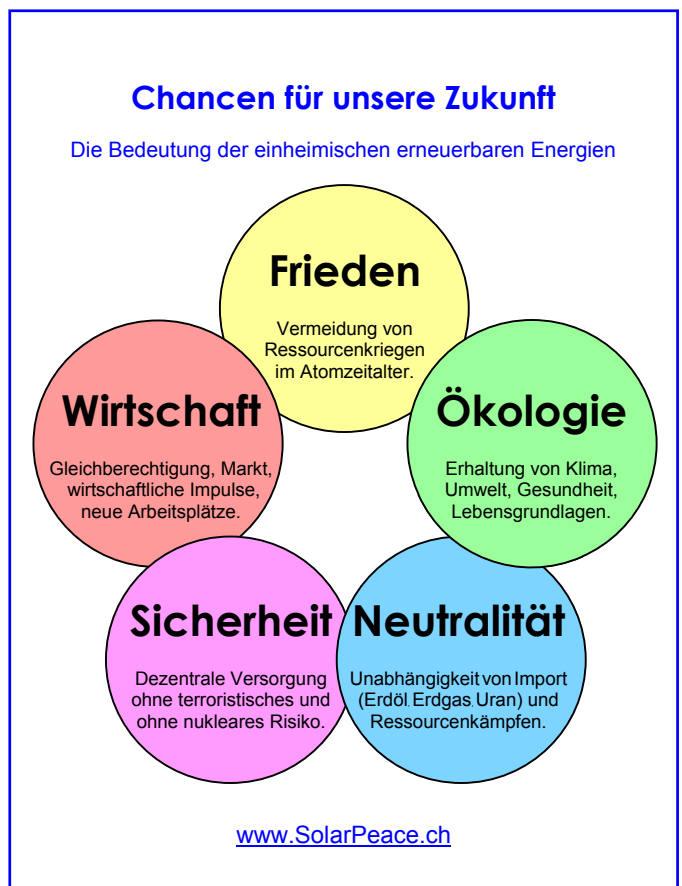 Chancen für unsere Zukunft
Die Bedeutung der einheimischen erneuerbaren Energien
Frieden
Vermeidung von
Ressourcenkriegen
im Atomzeitalter.
Wirtschaft
Gleichberechtigung, Markt,
wirtschaftliche Impulse,
neue Arbeitsplätze.
Ökologie
Erhaltung von Klima,
Umwelt, Gesundheit,
Lebensgrundlagen.
Sicherheit
Dezentrale Versorgung
ohne terroristisches und
ohne nukleares Risiko.
Neutralität
Unabhängigkeit von Import
(Erdöl, Erdgas, Uran) und
Ressourcenkämpfen.
www.SolarPeace.ch